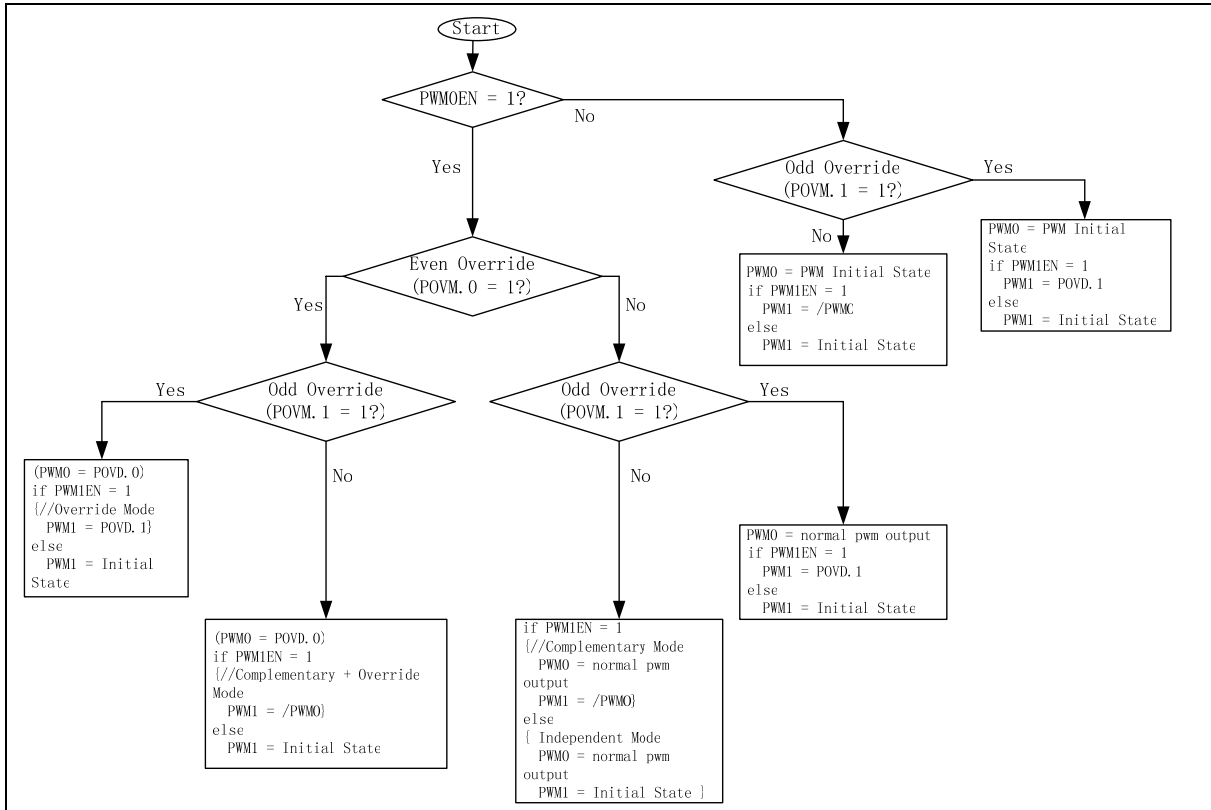 Start
PWM0EN = 1?
No
Yes
Odd Override
(POVM.1 = 1?)
Yes
No
PWM0 = PWM Initial
State
if PWM1EN = 1
PWM1 = POVD.1
else
PWM1 = Initial State
PWM0 = PWM Initial State
if PWM1EN = 1
PWM1 = /PWM0
else
PWM1 = Initial State
Even Override
(POVM.0 = 1?)
Yes
No
Odd Override
(POVM.1 = 1?)
Yes
No
Odd Override
(POVM.1 = 1?)
Yes
No
(PWM0 = POVD.0)
if PWM1EN = 1
{//Override Mode
PWM1 = POVD.1}
else
PWM1 = Initial
State
(PWM0 = POVD.0)
if PWM1EN = 1
{//Complementary + Override
Mode
PWM1 = /PWM0}
else
PWM1 = Initial State
if PWM1EN = 1
{//Complementary Mode
PWM0 = normal pwm
output
PWM1 = /PWM0}
else
{ Independent Mode
PWM0 = normal pwm
output
PWM1 = Initial State }
PWM0 = normal pwm output
if PWM1EN = 1
PWM1 = POVD.1
else
PWM1 = Initial State